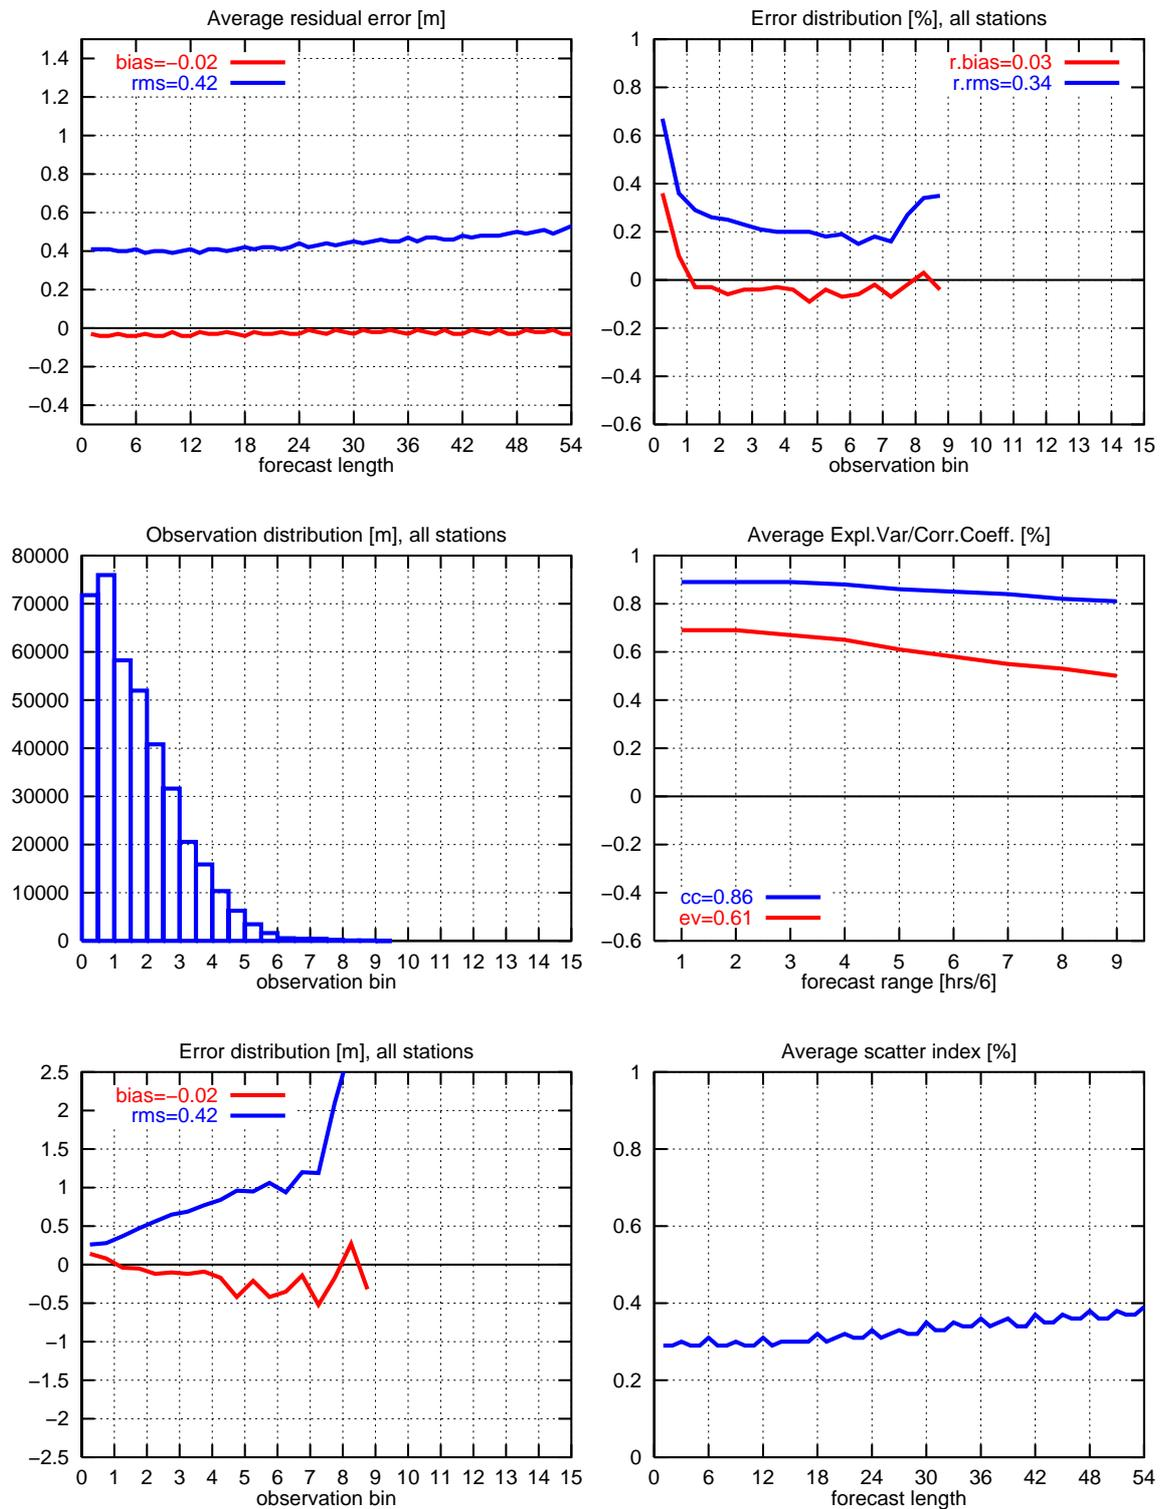 Average residual error [m]
bias=−0.02
rms=0.42
1.4
1.2
1
0.8
0.6
0.4
0.2
0
−0.2
−0.4
0 6 12 18 24 30 36 42 48 54
forecast length
Error distribution [%], all stations
r.bias=0.03
r.rms=0.34
1
0.8
0.6
0.4
0.2
0
−0.2
−0.4
−0.6
0 1 2 3 4 5 6 7 8 9 10 11 12 13 14 15
observation bin
Observation distribution [m], all stations
80000
70000
60000
50000
40000
30000
20000
10000
0
0 1 2 3 4 5 6 7 8 9 10 11 12 13 14 15
observation bin
Average Expl.Var/Corr.Coeff. [%]
1
0.8
0.6
0.4
0.2
0
−0.2
−0.4
−0.6
cc=0.86
ev=0.61
1 2 3 4 5 6 7 8 9
forecast range [hrs/6]
Error distribution [m], all stations
bias=−0.02
rms=0.42
2.5
2
1.5
1
0.5
0
−0.5
−1
−1.5
−2
−2.5
0 1 2 3 4 5 6 7 8 9 10 11 12 13 14 15
observation bin
Average scatter index [%]
1
0.8
0.6
0.4
0.2
0
0 6 12 18 24 30 36 42 48 54
forecast length